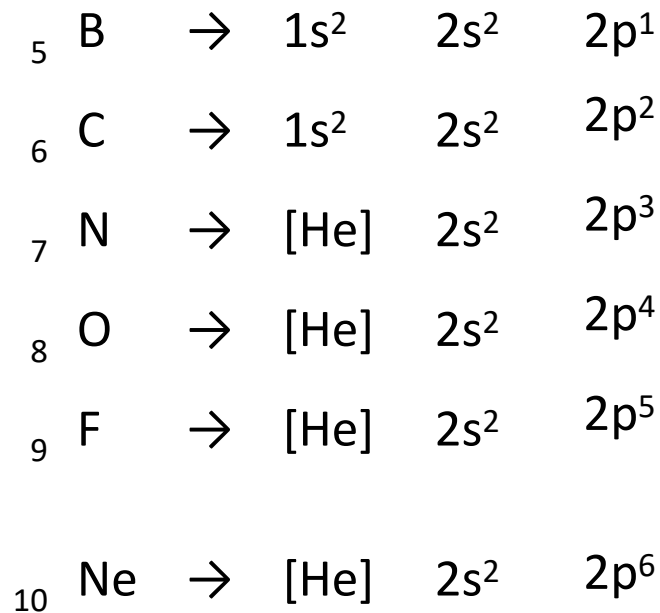 ₅ B → 1s² 2s² 2p¹
₆ C → 1s² 2s² 2p²
₇ N → [He] 2s² 2p³
₈ O → [He] 2s² 2p⁴
₉ F → [He] 2s² 2p⁵
₁₀ Ne → [He] 2s² 2p⁶